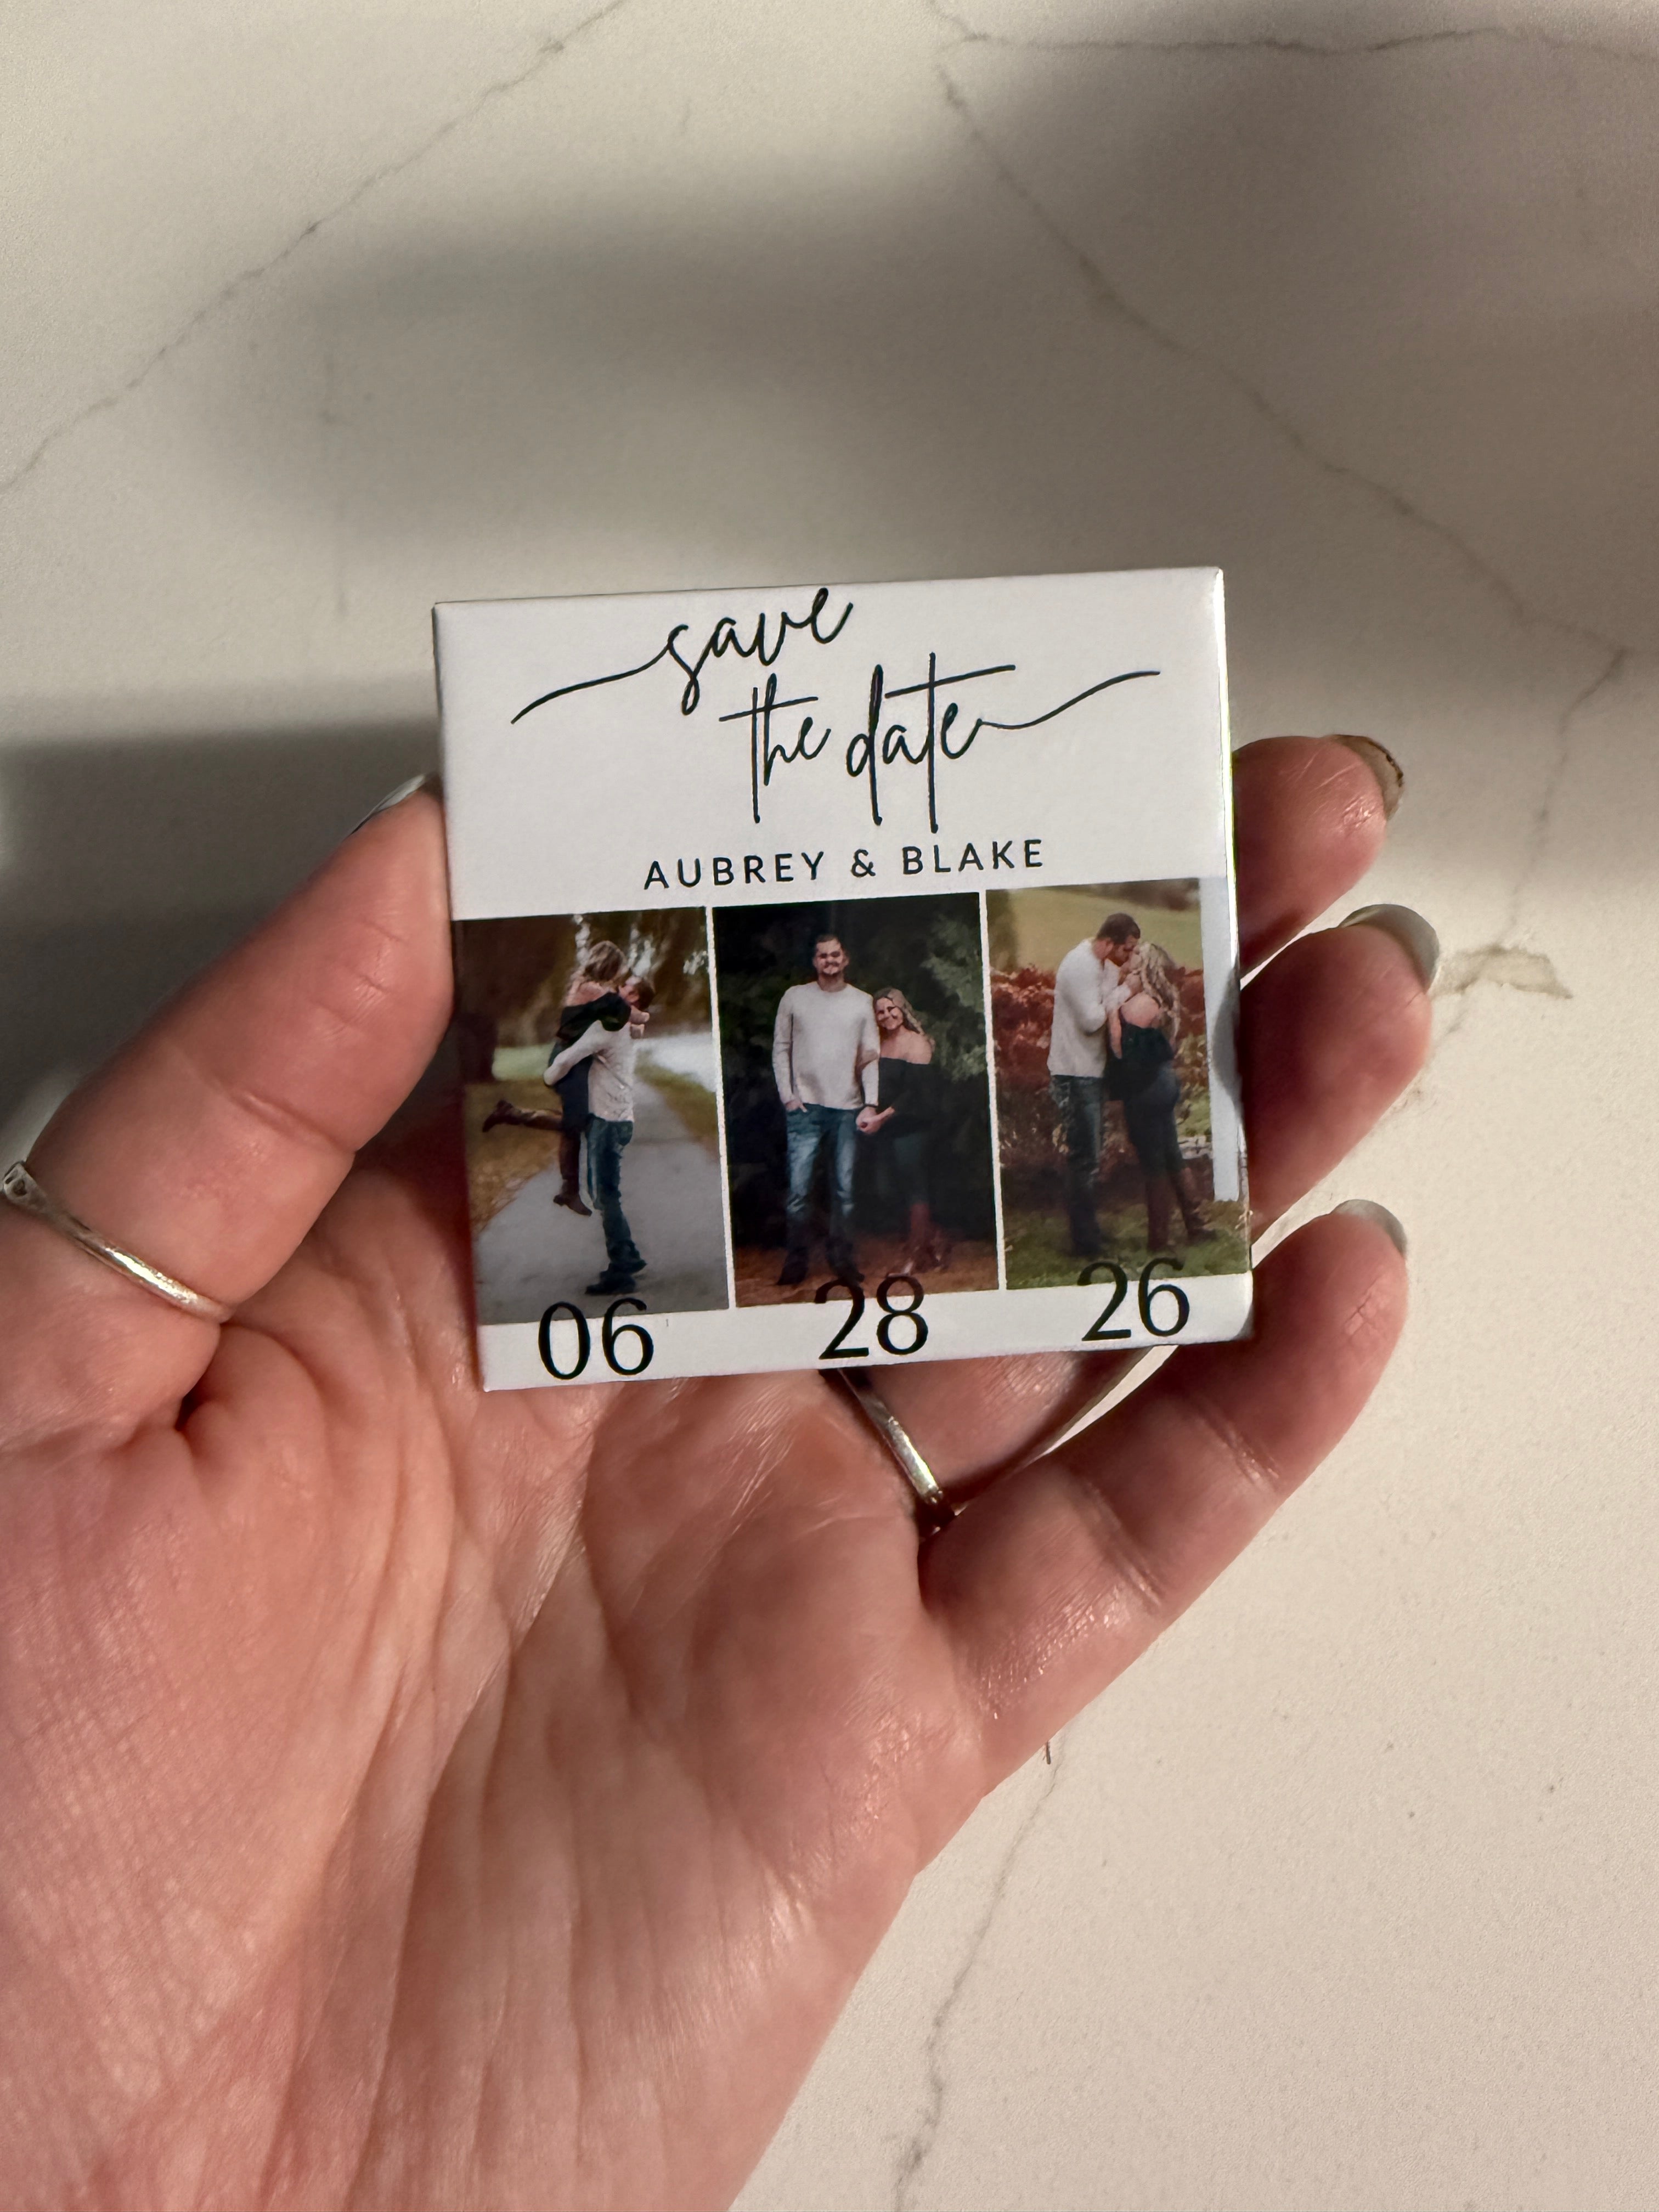 save
the date
AUBREY & BLAKE
06 28 26